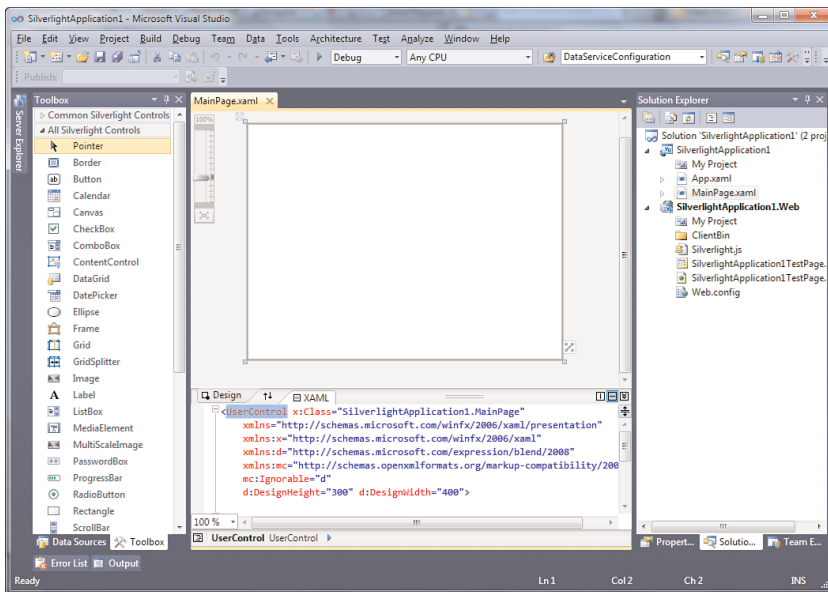 SilverlightApplication1 - Microsoft Visual Studio
File Edit View Project Build Debug Team Data Tools Architecture Test Analyze Window Help
Debug Any CPU DataServiceConfiguration
Publish:
Server Explorer
Toolbox
Common Silverlight Controls
All Silverlight Controls
Pointer
Border
Button
Calendar
Canvas
CheckBox
ComboBox
ContentControl
DataGrid
DatePicker
Ellipse
Frame
Grid
GridSplitter
Image
Label
ListBox
MediaElement
MultiScaleImage
PasswordBox
ProgressBar
RadioButton
Rectangle
ScrollBar
Data Sources Toolbox
MainPage.xaml
100%
Design XAML
<UserControl x:Class="SilverlightApplication1.MainPage"
xmlns="http://schemas.microsoft.com/winfx/2006/xaml/presentation"
xmlns:x="http://schemas.microsoft.com/winfx/2006/xaml"
xmlns:d="http://schemas.microsoft.com/expression/blend/2008"
xmlns:mc="http://schemas.openxmlformats.org/markup-compatibility/200
mc:Ignorable="d"
d:DesignHeight="300" d:DesignWidth="400">
100 %
UserControl UserControl
Solution Explorer
Solution 'SilverlightApplication1' (2 proj
SilverlightApplication1
My Project
App.xaml
MainPage.xaml
SilverlightApplication1.Web
My Project
ClientBin
Silverlight.js
SilverlightApplication1TestPage.
SilverlightApplication1TestPage.
Web.config
Propert... Solutio... Team E...
Error List Output
Ready Ln 1 Col 2 Ch 2 INS